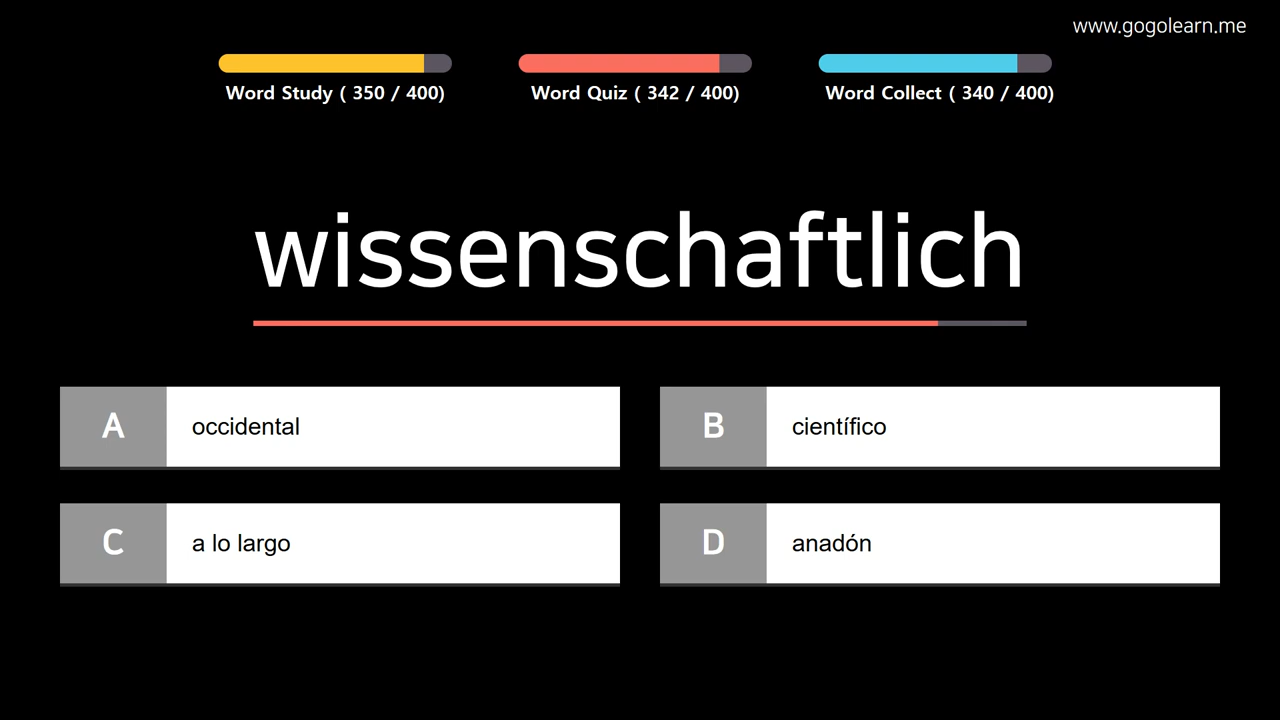 www.gogolearn.me
Word Study ( 350 / 400)
Word Quiz ( 342 / 400)
Word Collect ( 340 / 400)
wissenschaftlich
A
occidental
B
científico
C
a lo largo
D
anadón